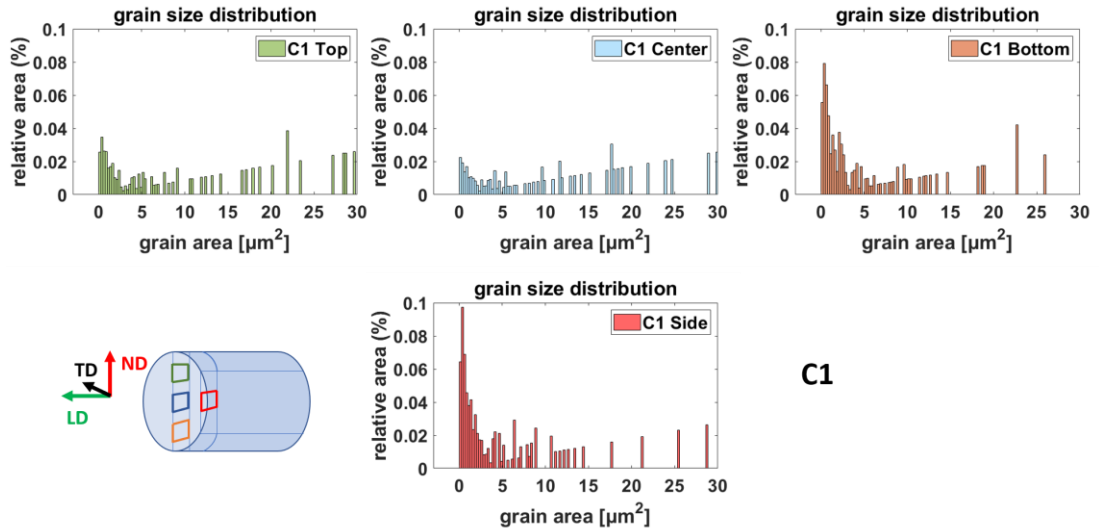 grain size distribution
C1 Top
relative area (%)
0.1
0.08
0.06
0.04
0.02
0
0 5 10 15 20 25 30
grain area [µm²]
grain size distribution
C1 Center
relative area (%)
0.1
0.08
0.06
0.04
0.02
0
0 5 10 15 20 25 30
grain area [µm²]
grain size distribution
C1 Bottom
relative area (%)
0.1
0.08
0.06
0.04
0.02
0
0 5 10 15 20 25 30
grain area [µm²]
TD
ND
LD
grain size distribution
C1 Side
relative area (%)
0.1
0.08
0.06
0.04
0.02
0
0 5 10 15 20 25 30
grain area [µm²]
C1